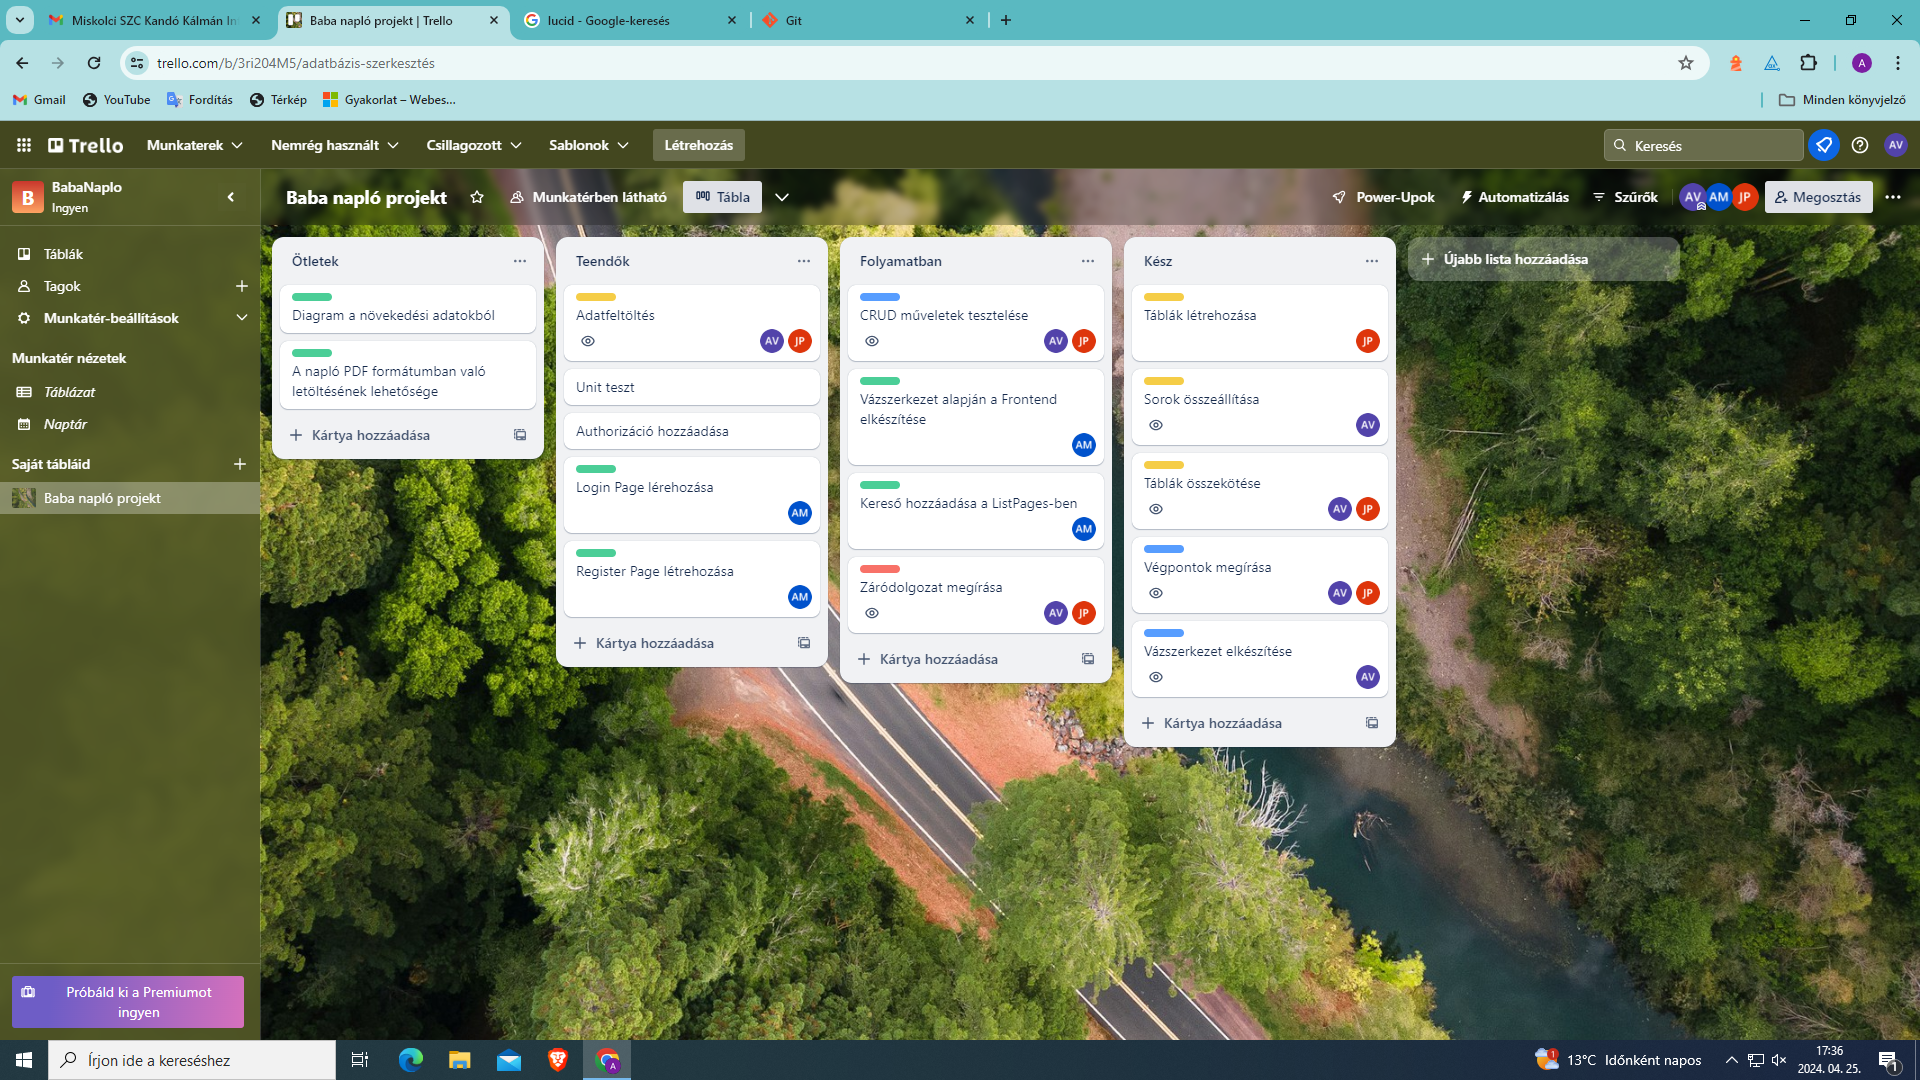 Miskolci SZC Kandó Kálmán In
Baba napló projekt | Trello
lucid - Google-keresés
Git
trello.com/b/3ri204M5/adatbázis-szerkesztés
A
Gmail
YouTube
Fordítás
Térkép
Gyakorlat – Webes...
Minden könyvjelző
Trello
Munkaterek
Nemrég használt
Csillagozott
Sablonok
Létrehozás
Keresés
AV
B
BabaNaplo
Ingyen
Baba napló projekt
Munkatérben látható
Tábla
Power-Upok
Automatizálás
Szűrők
AV
AM
JP
Megosztás
Táblák
Tagok
Munkatér-beállítások
Munkatér nézetek
Táblázat
Naptár
Saját tábláid
Baba napló projekt
Próbáld ki a Premiumot
ingyen
Ötletek
Diagram a növekedési adatokból
A napló PDF formátumban való
letöltésének lehetősége
Kártya hozzáadása
Teendők
Adatfeltöltés
AV JP
Unit teszt
Authorizáció hozzáadása
Login Page lérehozása
AM
Register Page létrehozása
AM
Kártya hozzáadása
Folyamatban
CRUD műveletek tesztelése
AV JP
Vázszerkezet alapján a Frontend
elkészítése
AM
Kereső hozzáadása a ListPages-ben
AM
Záródolgozat megírása
AV JP
Kártya hozzáadása
Kész
Táblák létrehozása
JP
Sorok összeállítása
AV
Táblák összekötése
AV JP
Végpontok megírása
AV JP
Vázszerkezet elkészítése
AV
Kártya hozzáadása
Újabb lista hozzáadása
Írjon ide a kereséshez
A
1
13°C Időnként napos
17:36
2024. 04. 25.
1